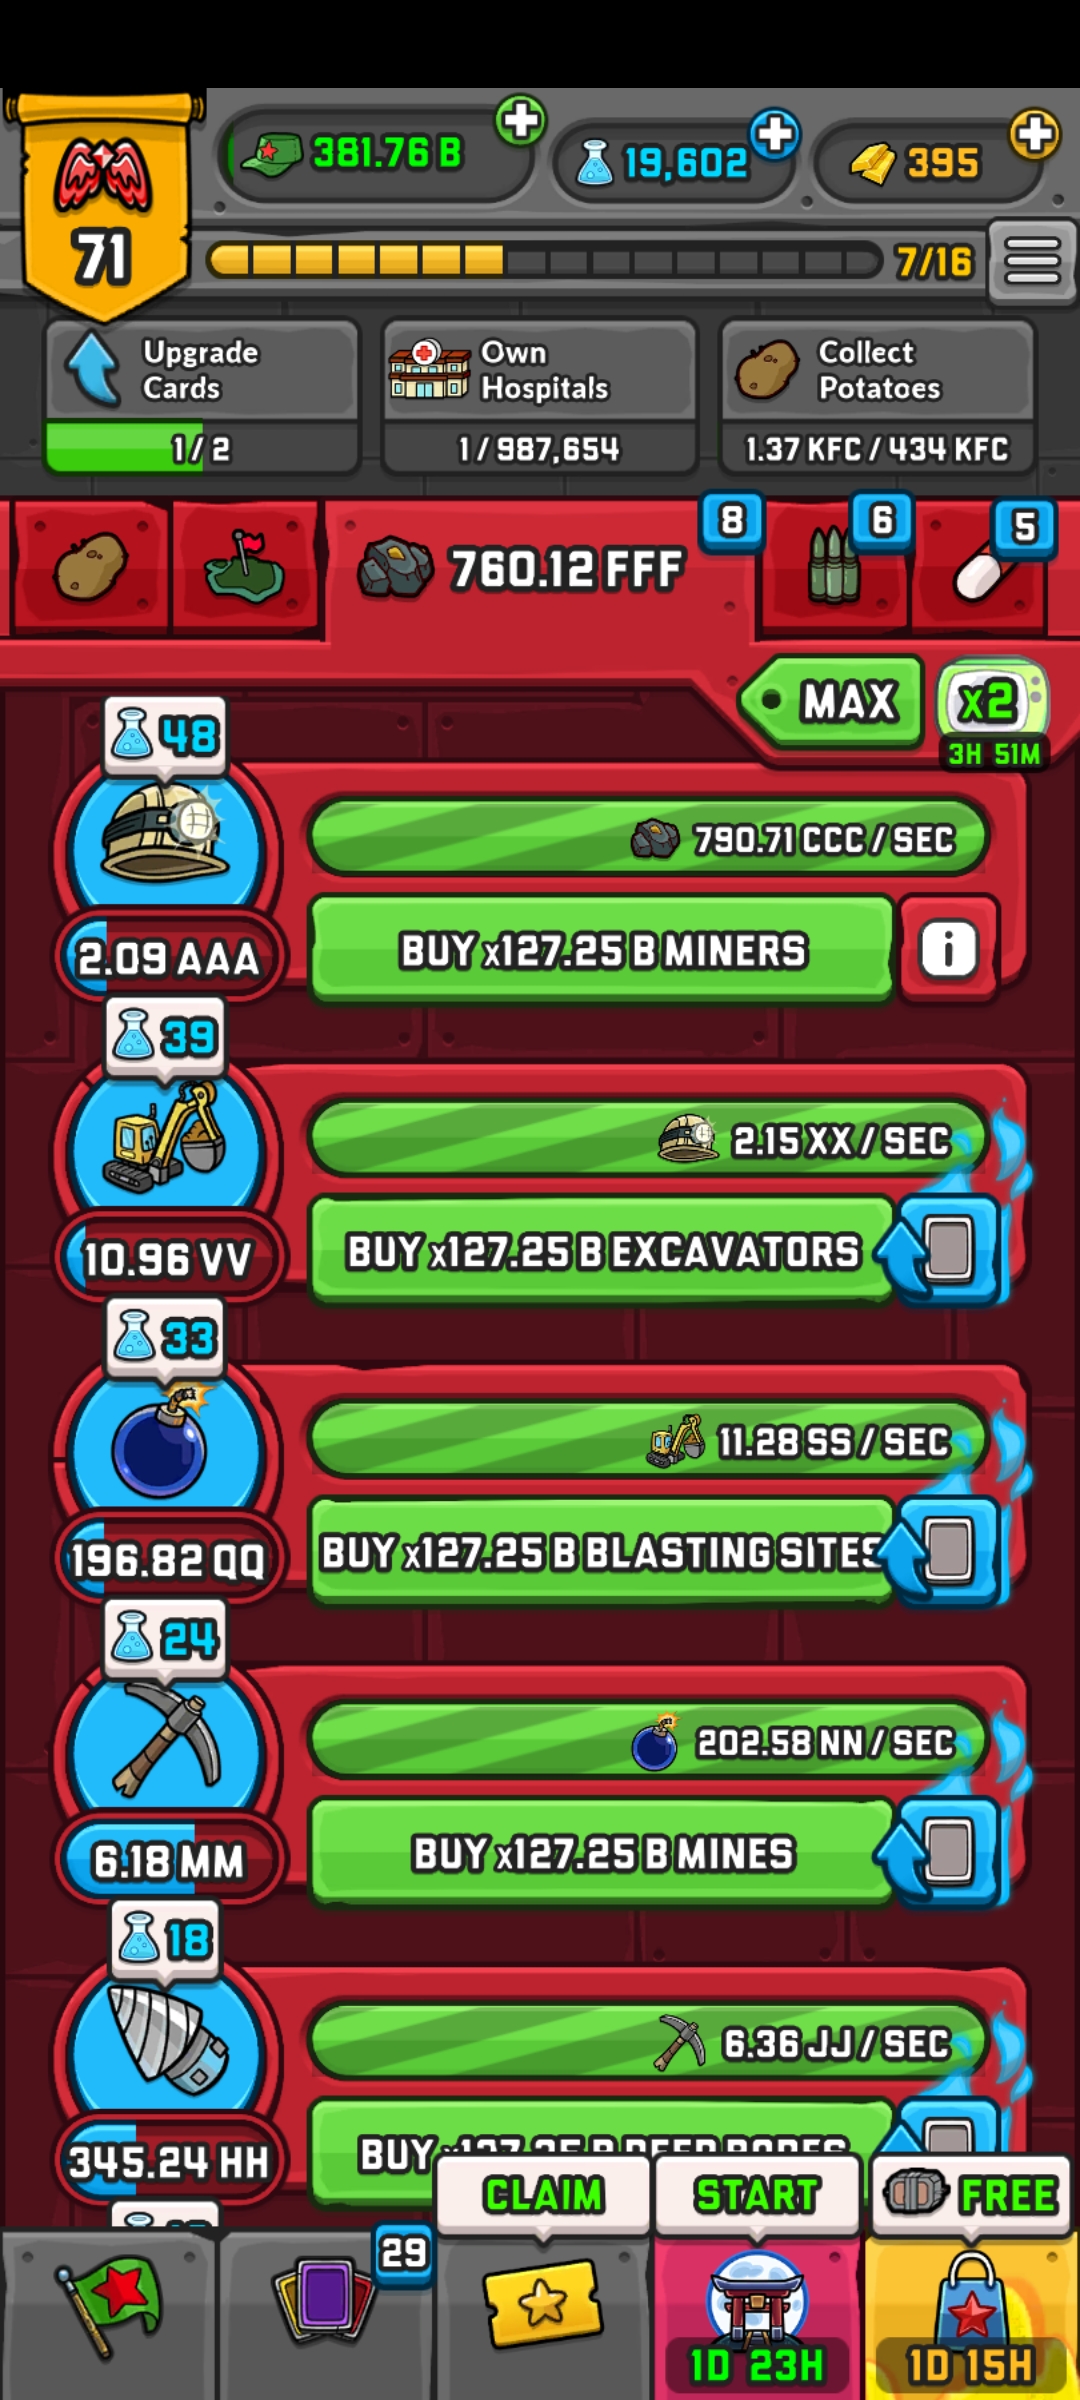 381.76 B
19,602
395
71
7/16
Upgrade
Cards
1/2
Own
Hospitals
1/987,654
Collect
Potatoes
1.37 KFC/434 KFC
760.12 FFF
8
6
5
MAX
x2
3H 51M
48
790.71 CCC/SEC
BUY x127.25 B MINERS
i
2.09 AAA
39
2.15 XX/SEC
BUY x127.25 B EXCAVATORS
10.96 VV
33
11.28 SS/SEC
BUY x127.25 B BLASTING SITES
196.82 QQ
24
202.58 NN/SEC
BUY x127.25 B MINES
6.18 MM
18
6.36 JJ/SEC
BUY x127.25 B DEEP BORES
345.24 HH
CLAIM
START
FREE
29
1D 23H
1D 15H